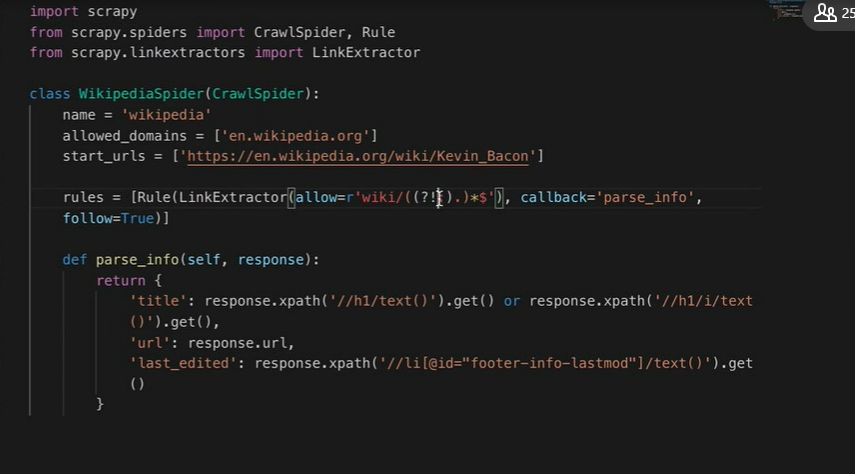 25
import scrapy
from scrapy.spiders import CrawlSpider, Rule
from scrapy.linkextractors import LinkExtractor
class WikipediaSpider(CrawlSpider):
name = 'wikipedia'
allowed_domains = ['en.wikipedia.org']
start_urls = ['https://en.wikipedia.org/wiki/Kevin_Bacon']
rules = [Rule(LinkExtractor(allow=r'wiki/((?!).)*$'), callback='parse_info',
follow=True)]
def parse_info(self, response):
return {
'title': response.xpath('//h1/text()').get() or response.xpath('//h1/i/text
()').get(),
'url': response.url,
'last_edited': response.xpath('//li[@id="footer-info-lastmod"]/text()').get
()
}